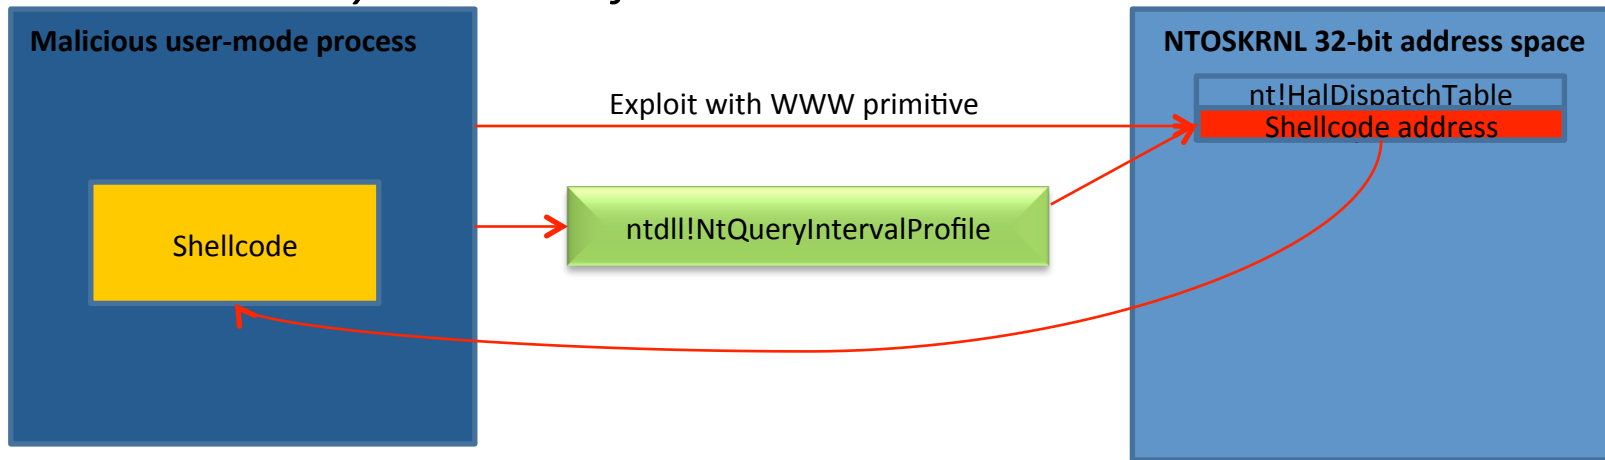 Malicious user-mode process
NTOSKRNL 32-bit address space
nt!HalDispatchTable
Exploit with WWW primitive
Shellcode address
Shellcode
ntdll!NtQueryIntervalProfile